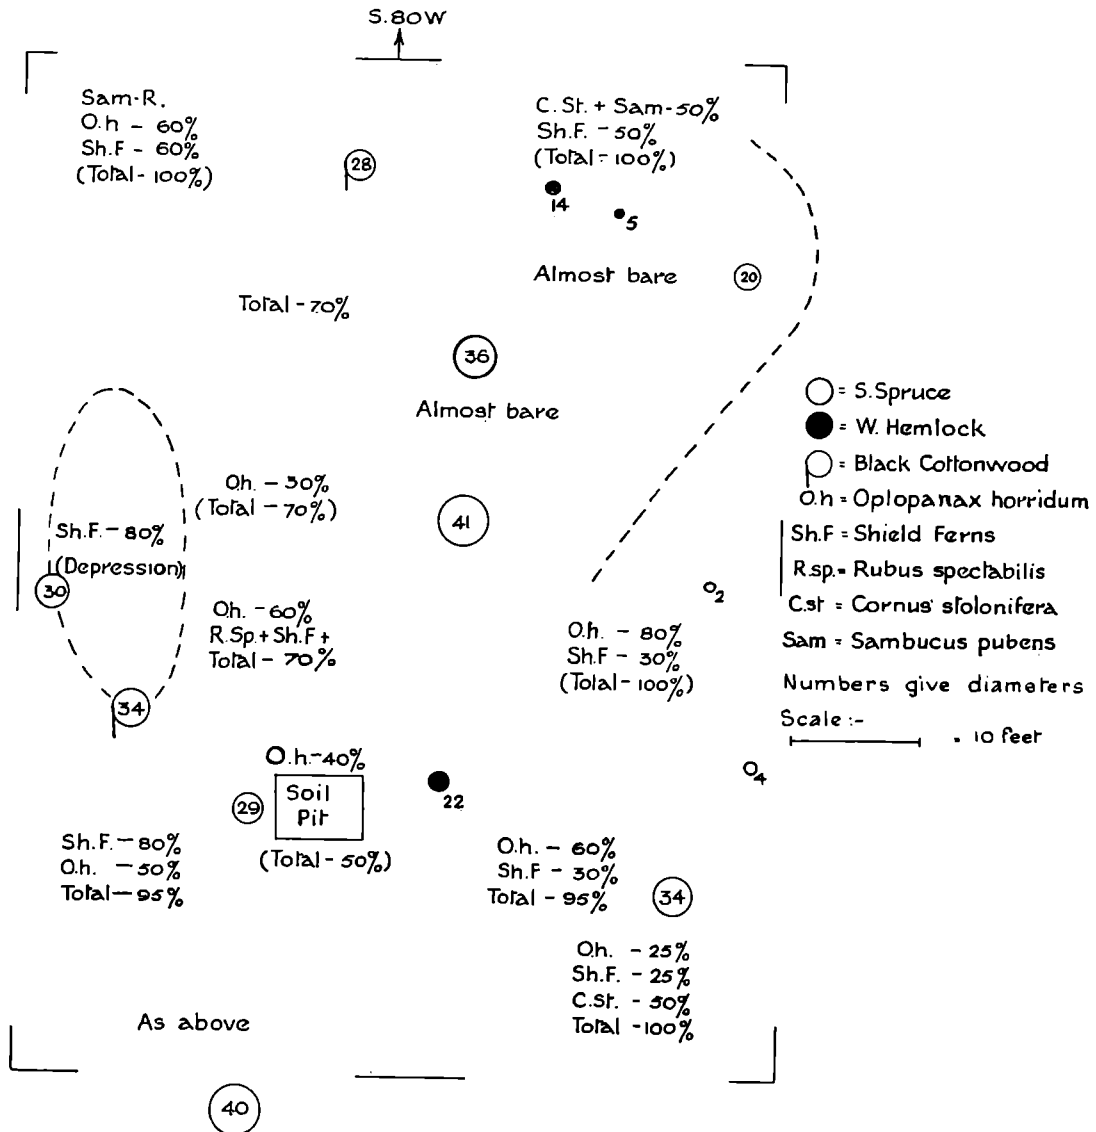 S.80W
Sam-R.
O.h - 60%
Sh.F - 60%
(Total - 100%)
28
C.St. + Sam-50%
Sh.F. - 50%
(Total - 100%)
14
5
Almost bare
20
Total - 70%
36
Almost bare
O.h. - 30%
(Total - 70%)
41
Sh.F. - 80%
(Depression)
30
O.h. - 60%
R.Sp. + Sh.F +
Total - 70%
34
O.h. - 80%
Sh.F - 30%
(Total - 100%)
2
4
O.h. - 40%
Soil
Pit
(Total - 50%)
29
22
Sh.F. - 80%
O.h. - 50%
Total - 95%
O.h. - 60%
Sh.F - 30%
Total - 95%
34
O.h. - 25%
Sh.F. - 25%
C.St. - 50%
Total - 100%
As above
40
= S. Spruce
= W. Hemlock
= Black Cottonwood
O.h = Oplopanax horridum
Sh.F = Shield Ferns
R.sp. = Rubus spectabilis
C.st = Cornus stolonifera
Sam = Sambucus pubens
Numbers give diameters
Scale :-
. 10 feet